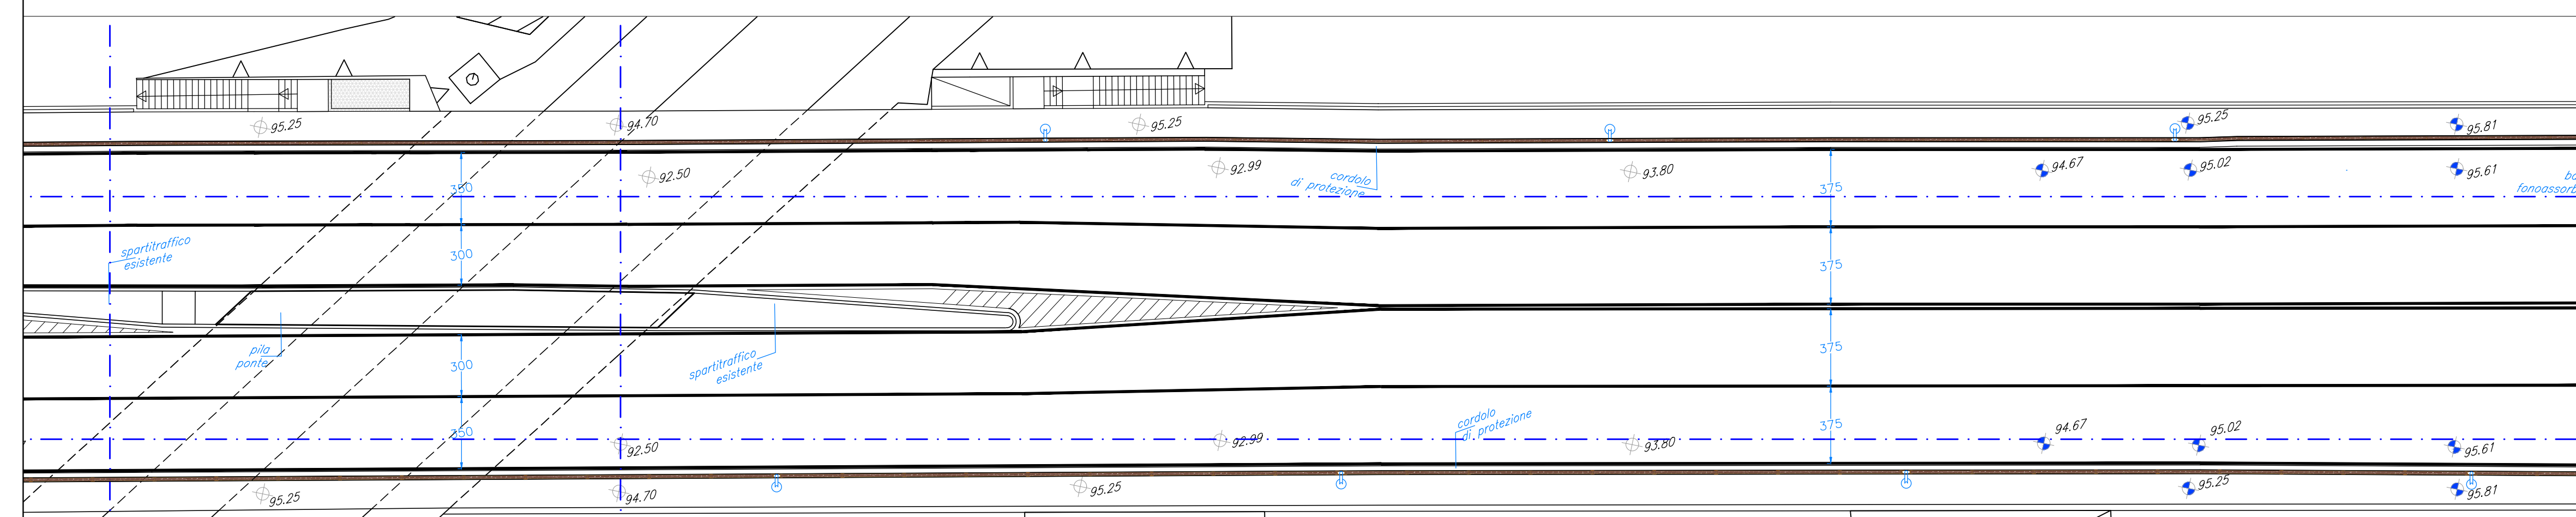 95.25
94.70
95.25
95.25
95.81
92.50
92.99
93.80
94.67
95.02
95.61
cordolo
di protezione
350
375
fonoassorb
spartitraffico
esistente
300
375
pila
ponte
spartitraffico
esistente
300
375
cordolo
di protezione
350
375
92.50
92.99
93.80
94.67
95.02
95.61
95.25
94.70
95.25
95.25
95.81